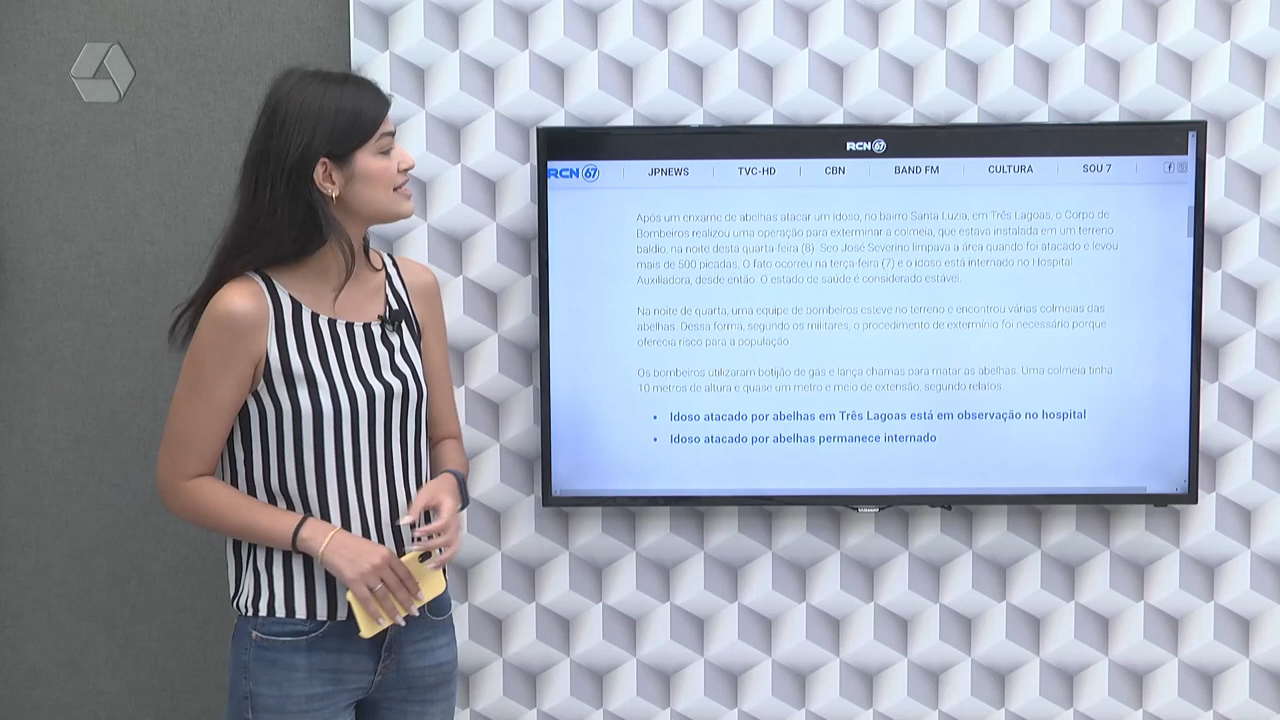 RCN 67
RCN 67 JPNEWS TVC-HD CBN BAND FM CULTURA SOU 7
Após um enxame de abelhas atacar um idoso, no bairro Santa Luzia, em Três Lagoas, o Corpo de
Bombeiros realizou uma operação para exterminar a colmeia, que estava instalada em um terreno
baldio, na noite desta quarta-feira (8). Seo José Severino limpava a área quando foi atacado e levou
mais de 500 picadas. O fato ocorreu na terça-feira (7) e o idoso está internado no Hospital
Auxiliadora, desde então. O estado de saúde é considerado estável.
Na noite de quarta, uma equipe de bombeiros esteve no terreno e encontrou várias colmeias das
abelhas. Dessa forma, segundo os militares, o procedimento de extermínio foi necessário porque
oferecia risco para a população.
Os bombeiros utilizaram botijão de gás e lança chamas para matar as abelhas. Uma colmeia tinha
10 metros de altura e quase um metro e meio de extensão, segundo relatos.
• Idoso atacado por abelhas em Três Lagoas está em observação no hospital
• Idoso atacado por abelhas permanece internado